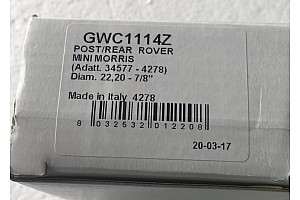 GWC1114Z
POST/REAR ROVER
MINI MORRIS
(Adatt. 34577 - 4278)
Diam. 22,20 - 7/8"
Made in Italy 4278
8 032532 012208
20-03-17